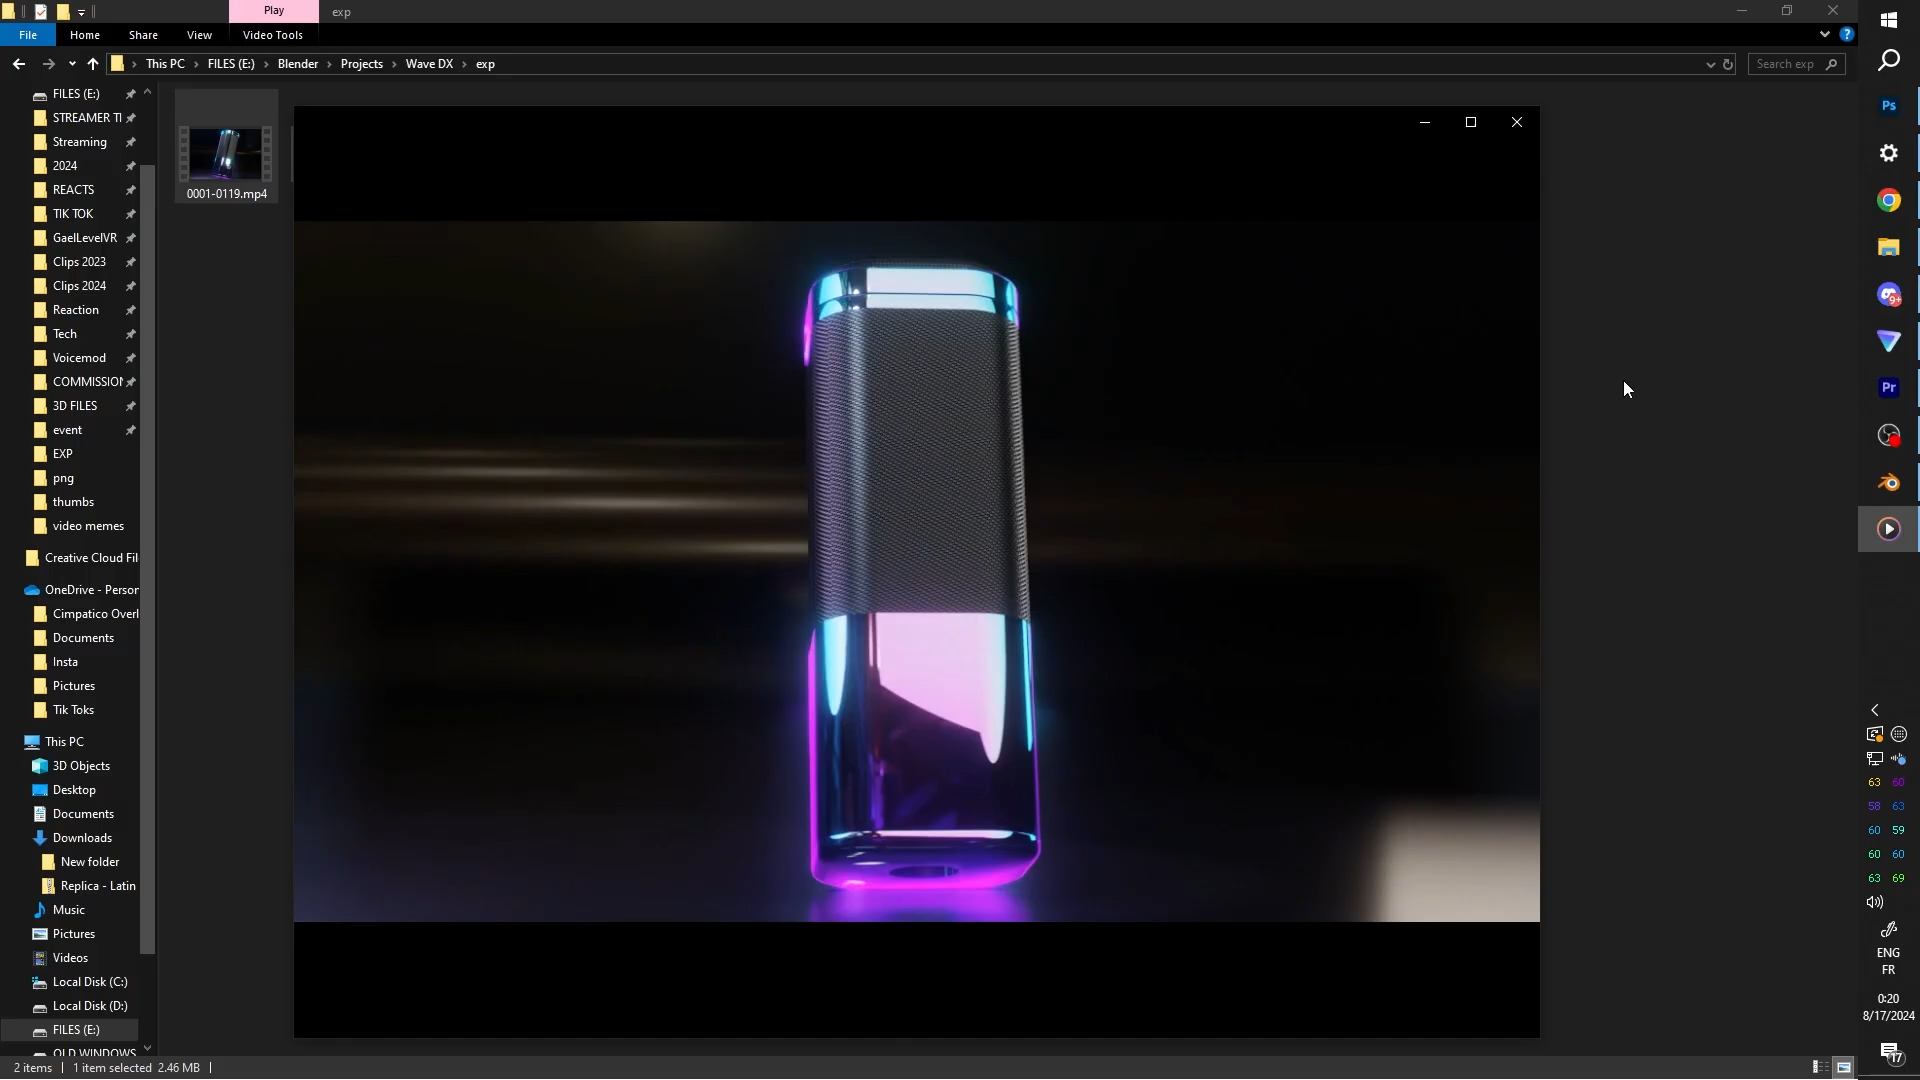 Play
exp
File
Home
Share
View
Video Tools
?
This PC
FILES (E:)
Blender
Projects
Wave DX
exp
Search exp
FILES (E:)
STREAMER TI
Streaming
2024
REACTS
TIK TOK
GaelLevelVR
Clips 2023
Clips 2024
Reaction
Tech
Voicemod
COMMISSION
3D FILES
event
EXP
png
thumbs
video memes
Creative Cloud Fil
OneDrive - Person
Cimpatico Overl
Documents
Insta
Pictures
Tik Toks
This PC
3D Objects
Desktop
Documents
Downloads
New folder
Replica - Latin
Music
Pictures
Videos
Local Disk (C:)
Local Disk (D:)
FILES (E:)
OLD WINDOWS
0001-0119.mp4
2 items
1 item selected 2.46 MB
Ps
9+
Pr
63 60
58 63
60 59
60 60
63 69
ENG
FR
0:20
8/17/2024
17